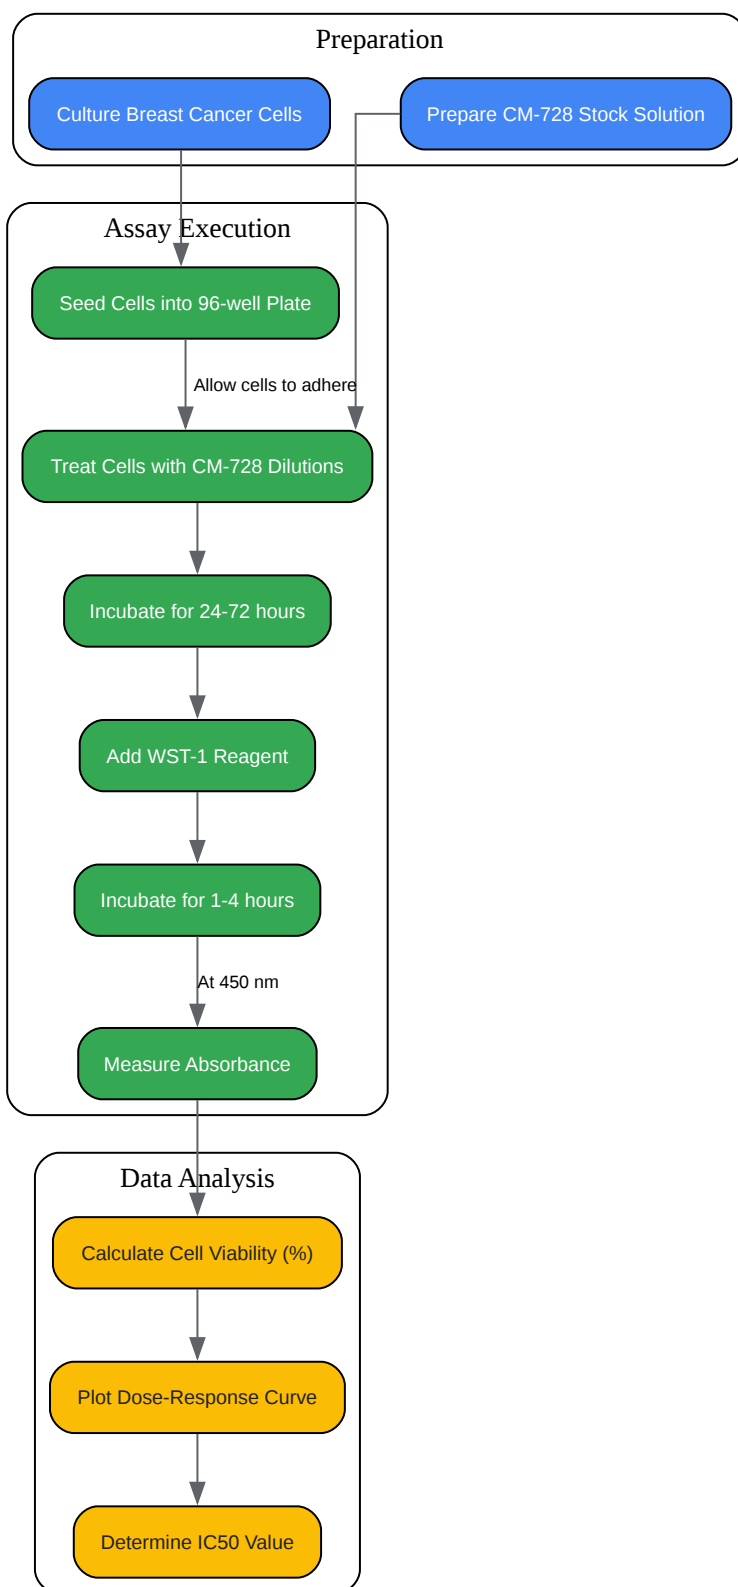 Preparation
Culture Breast Cancer Cells
Prepare CM-728 Stock Solution
Assay Execution
Seed Cells into 96-well Plate
Allow cells to adhere
Treat Cells with CM-728 Dilutions
Incubate for 24-72 hours
Add WST-1 Reagent
Incubate for 1-4 hours
At 450 nm
Measure Absorbance
Data Analysis
Calculate Cell Viability (%)
Plot Dose-Response Curve
Determine IC50 Value